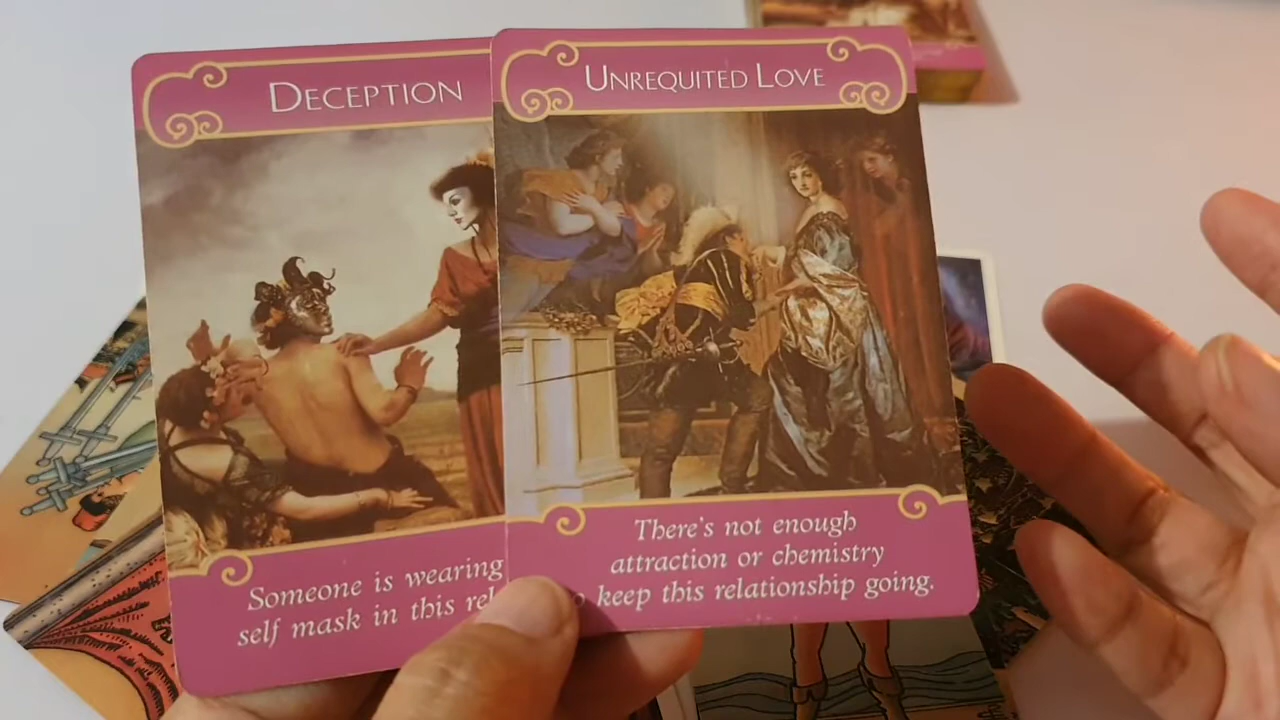 DECEPTION
Someone is wearing
self mask in this
UNREQUITED LOVE
There's not enough
attraction or chemistry
keep this relationship going.